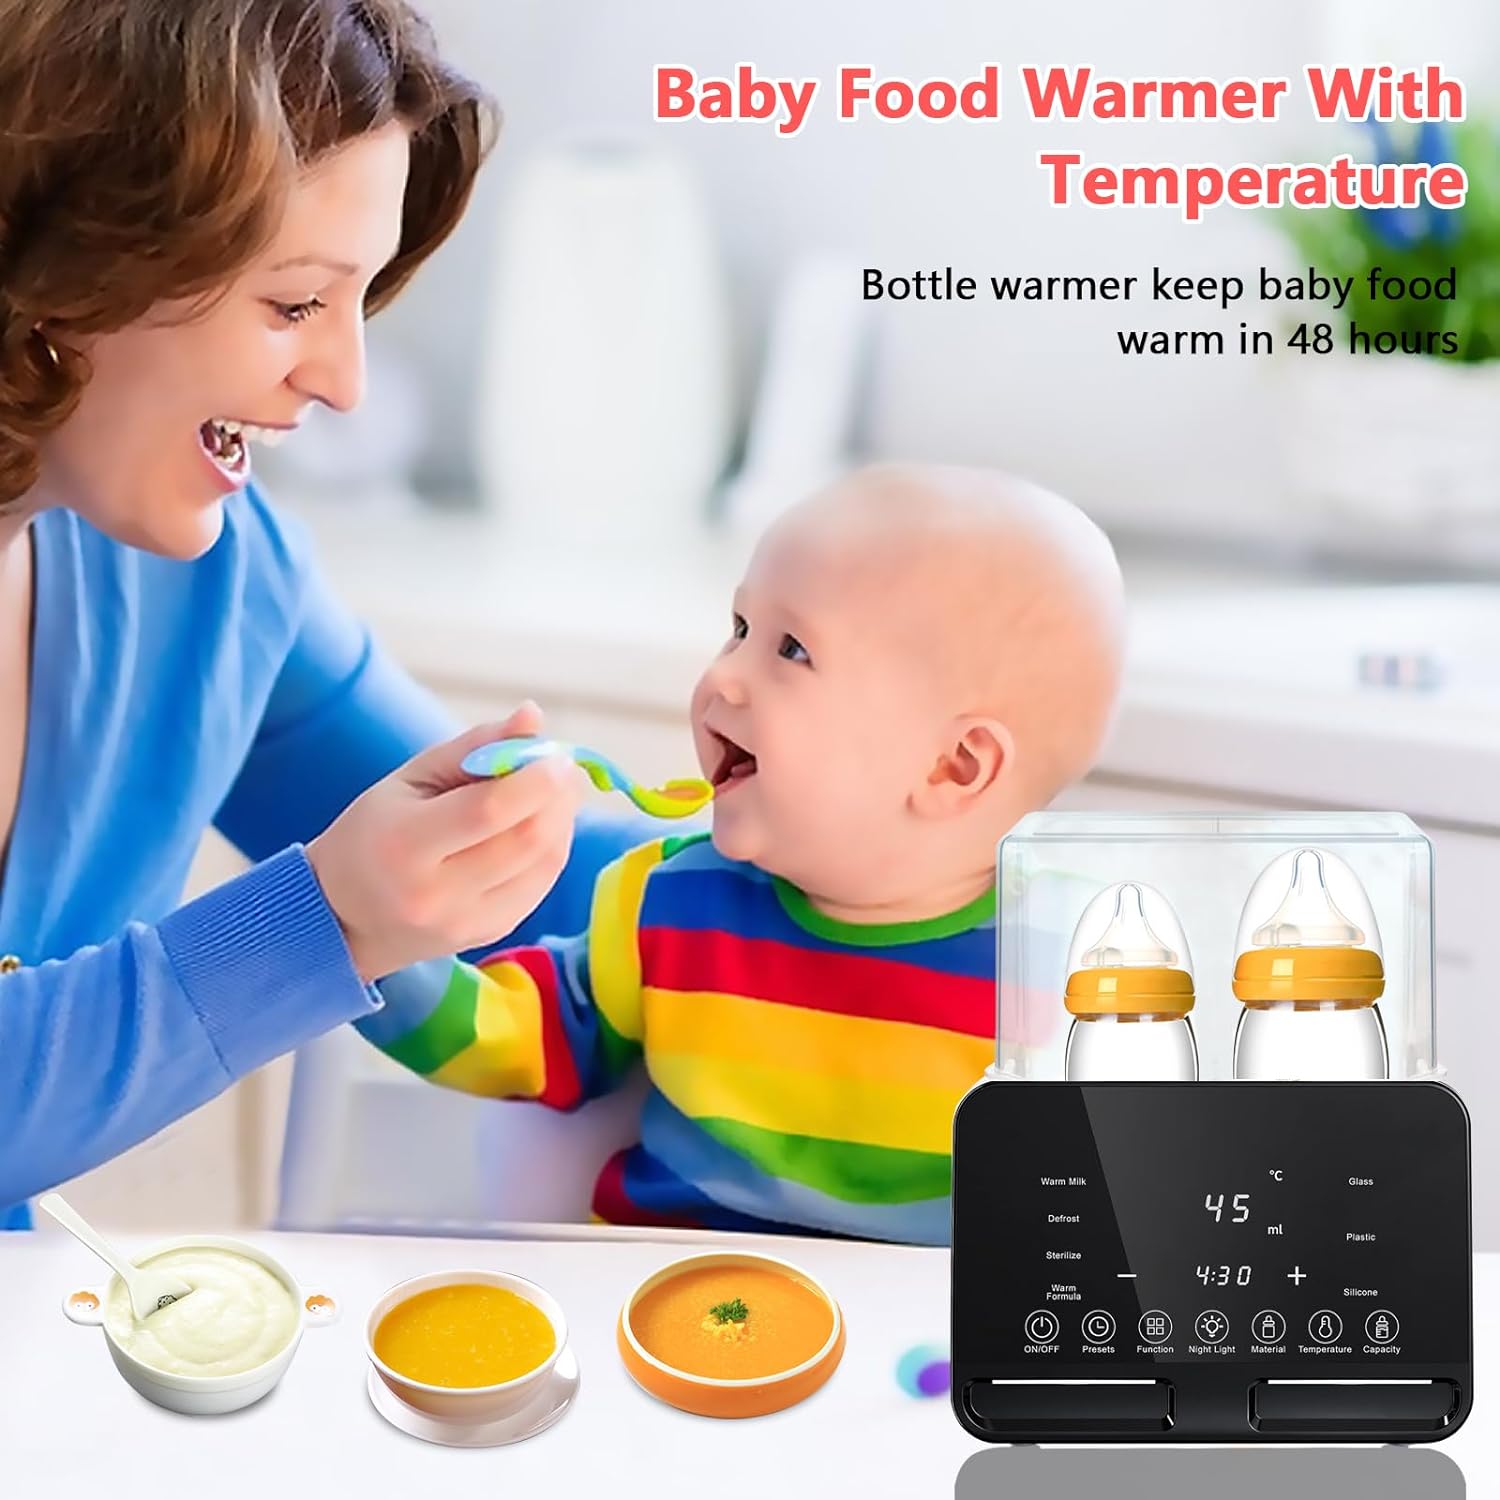 Baby Food Warmer With
Temperature
Bottle warmer keep baby food
warm in 48 hours
Warm Milk
Defrost
Sterilize
Warm
Formula
°C
45
ml
− 4:30 +
Glass
Plastic
Silicone
ON/OFF Presets Function Night Light Material Temperature Capacity